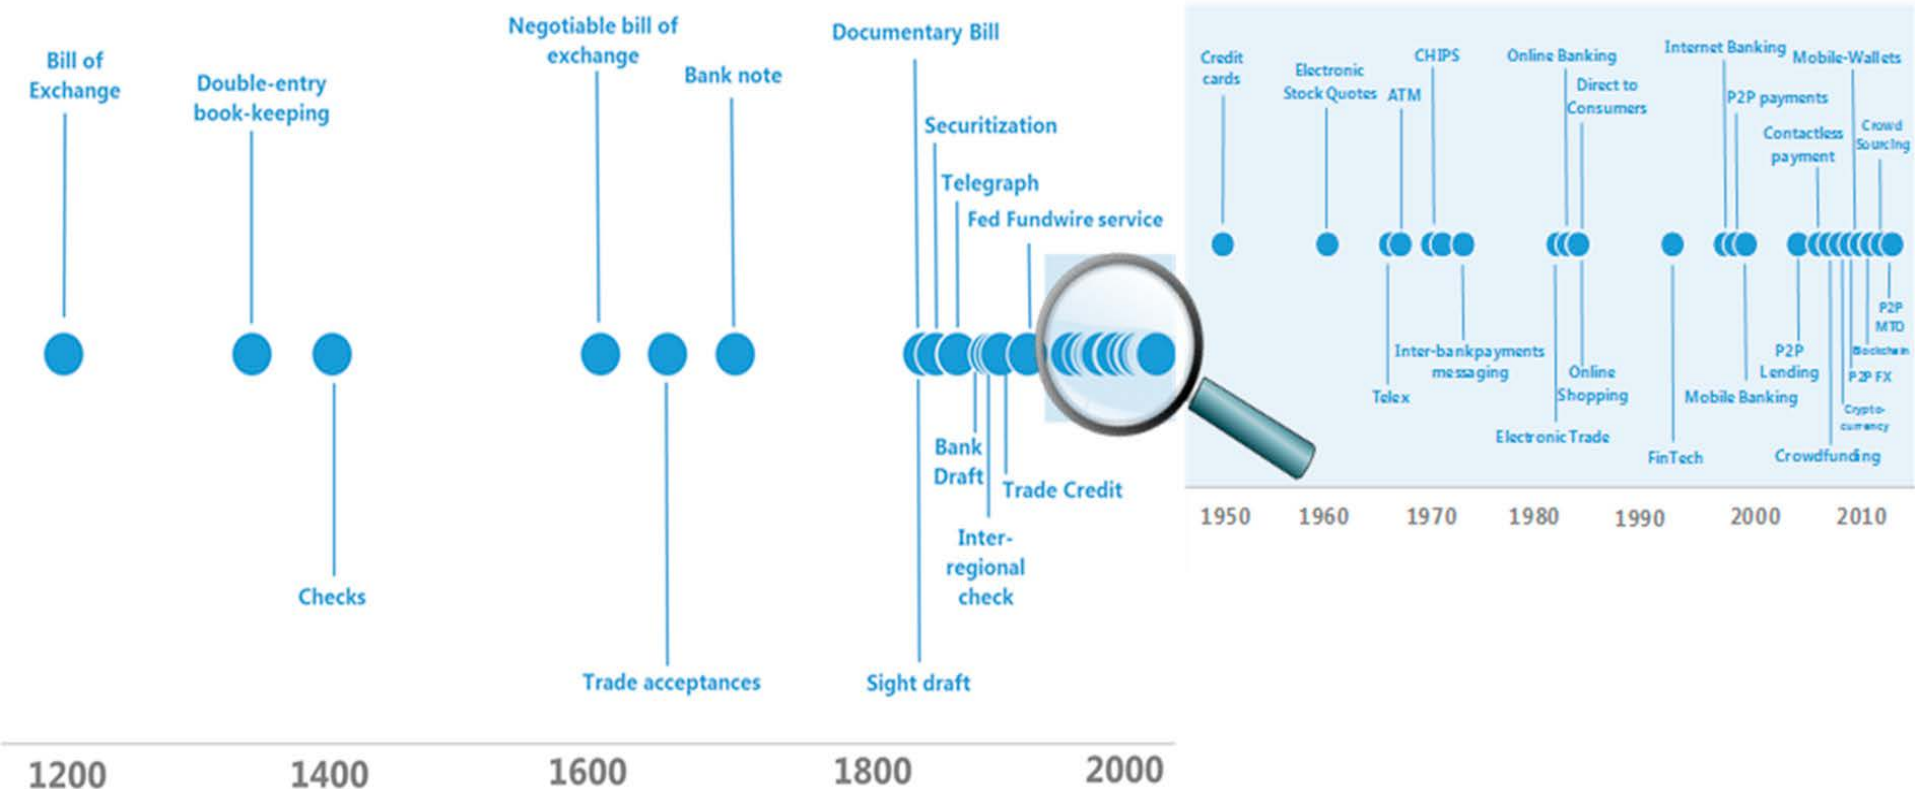 Bill of
Exchange
Double-entry
book-keeping
Checks
Negotiable bill of
exchange
Trade acceptances
Bank note
Documentary Bill
Securitization
Telegraph
Fed Fundwire service
Bank
Draft
Trade Credit
Inter-
regional
check
Sight draft
1200
1400
1600
1800
2000
Credit
cards
Electronic
Stock Quotes
ATM
CHIPS
Online Banking
Direct to
Consumers
Internet Banking
P2P payments
Mobile-Wallets
Contactless
payment
Crowd
Sourcing
Telex
Inter-bankpayments
messaging
Electronic Trade
Online
Shopping
FinTech
Mobile Banking
P2P
Lending
Crowdfunding
Crypto-
currency
P2P FX
Blockchain
P2P
MTO
1950
1960
1970
1980
1990
2000
2010